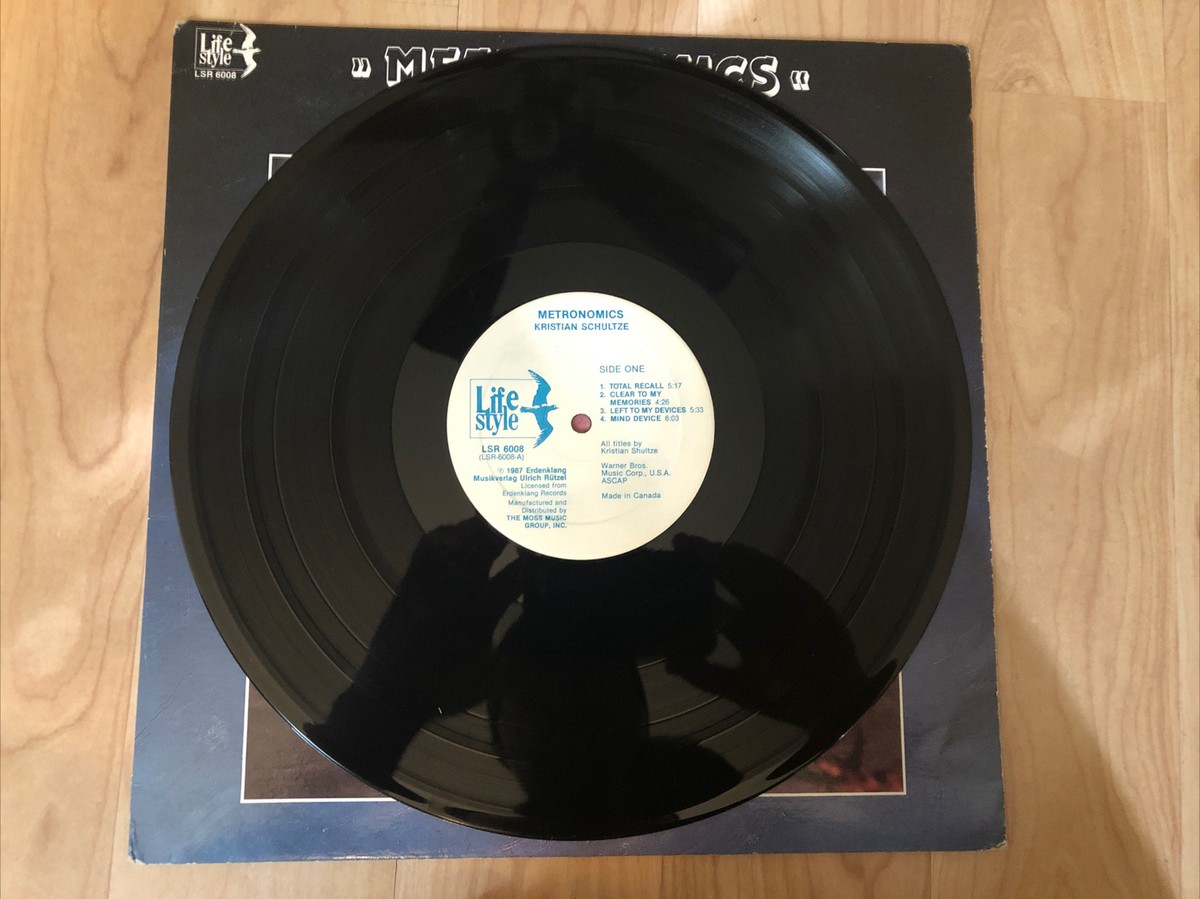 Life
style
LSR 6008
METRONOMICS
KRISTIAN SCHULTZE
SIDE ONE
1. TOTAL RECALL 5:17
2. CLEAR TO MY
MEMORIES 4:26
3. LEFT TO MY DEVICES 5:33
4. MIND DEVICE 6:03
Life
style
LSR 6008
(LSR-6008-A)
All titles by
Kristian Shultze
Warner Bros.
Music Corp., U.S.A.
ASCAP
Made in Canada
℗ 1987 Erdenklang
Musikverlag Ulrich Rützel
Licensed from
Erdenklang Records
Manufactured and
Distributed by
THE MOSS MUSIC
GROUP, INC.